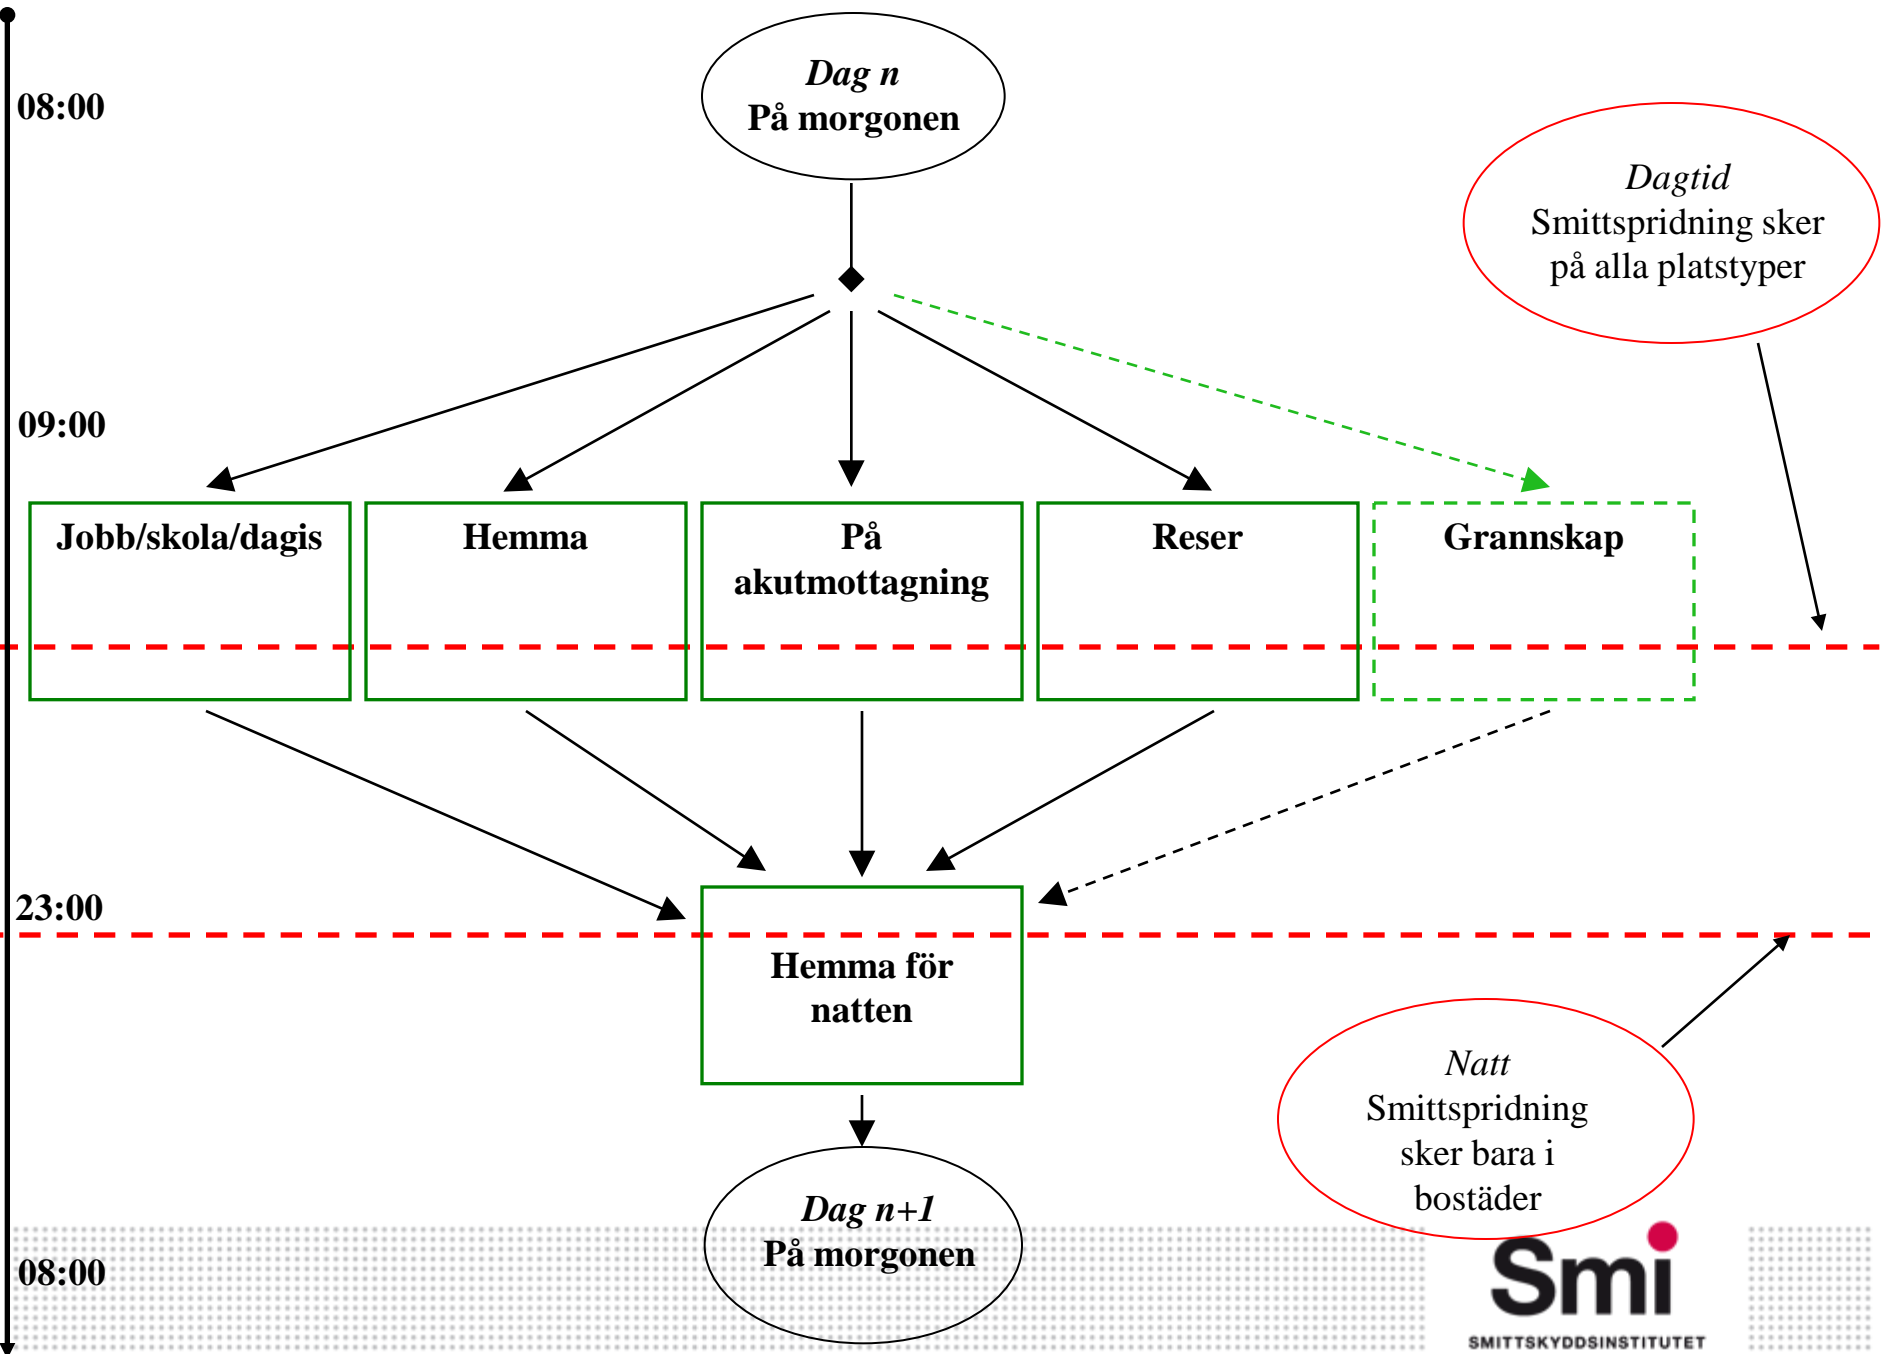 08:00
Dag n
På morgonen
Dagtid
Smittspridning sker
på alla platstyper
09:00
Jobb/skola/dagis
Hemma
På
akutmottagning
Reser
Grannskap
23:00
Hemma för
natten
Natt
Smittspridning
sker bara i
bostäder
Dag n+1
På morgonen
08:00
Smi
SMITTSKYDDSINSTITUTET